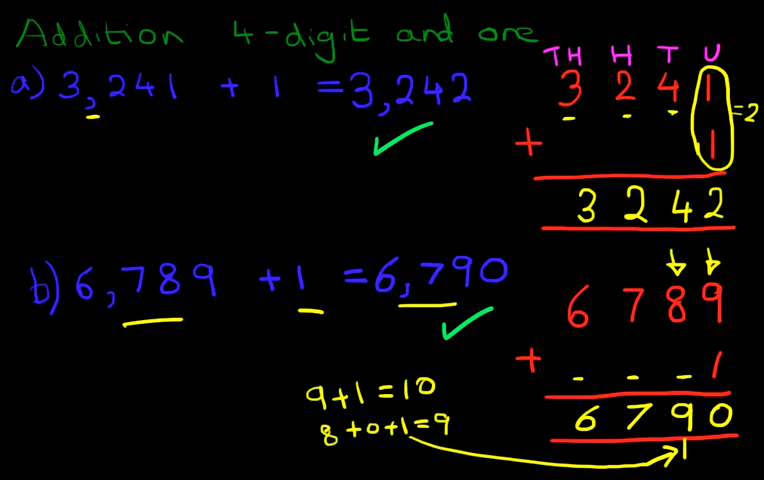 Addition 4-digit and one
a) 3,241 + 1 = 3,242
TH H T U
3 2 4 1
+ 1
= 2
3 2 4 2
b) 6,789 + 1 = 6,790
6 7 8 9
+ - - - 1
6 7 9 0
1
9+1=10
8+0+1=9